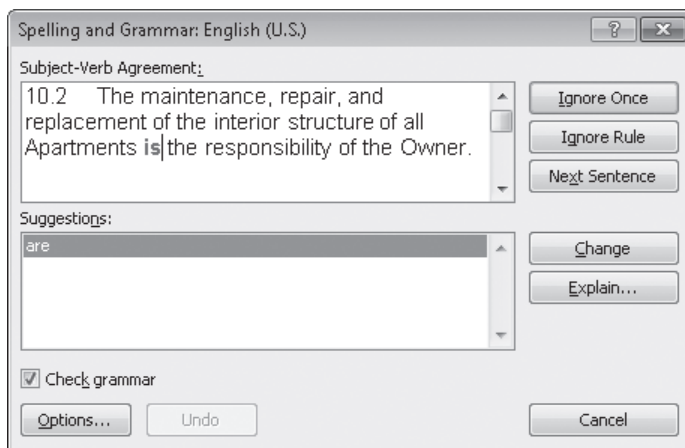 Spelling and Grammar: English (U.S.)
Subject-Verb Agreement:
10.2 The maintenance, repair, and
replacement of the interior structure of all
Apartments is the responsibility of the Owner.
Ignore Once
Ignore Rule
Next Sentence
Suggestions:
are
Change
Explain...
Check grammar
Options...
Undo
Cancel